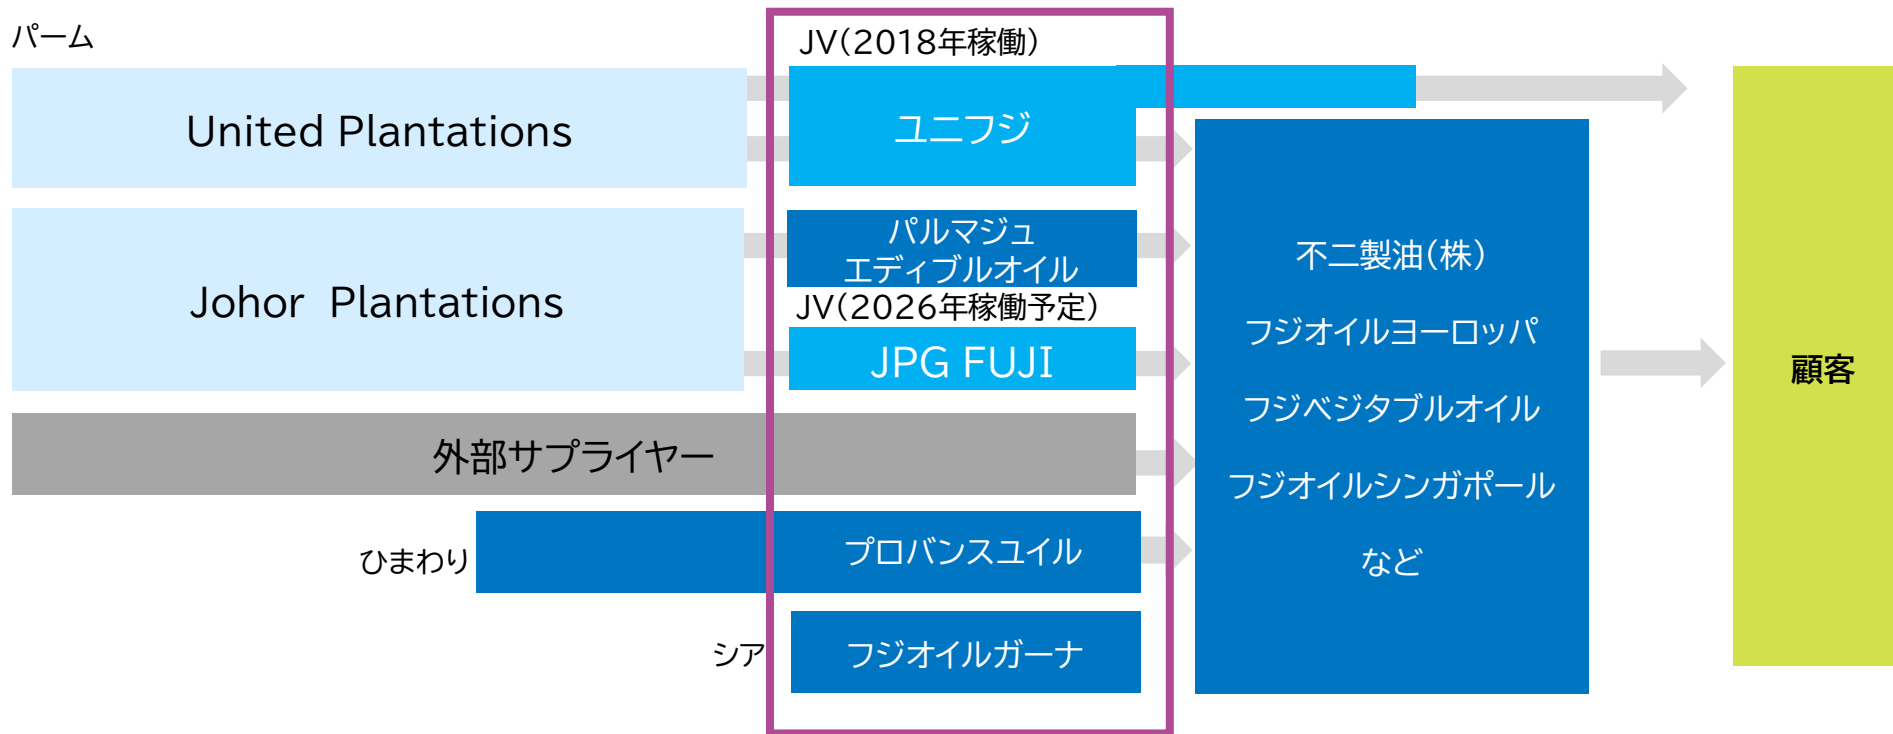 パーム
JV(2018年稼働)
United Plantations
ユニフジ
Johor Plantations
パルマジュ
エディブルオイル
JV(2026年稼働予定)
JPG FUJI
外部サプライヤー
ひまわり
プロバンスユイル
シア
フジオイルガーナ
不二製油(株)
フジオイルヨーロッパ
フジベジタブルオイル
フジオイルシンガポール
など
顧客